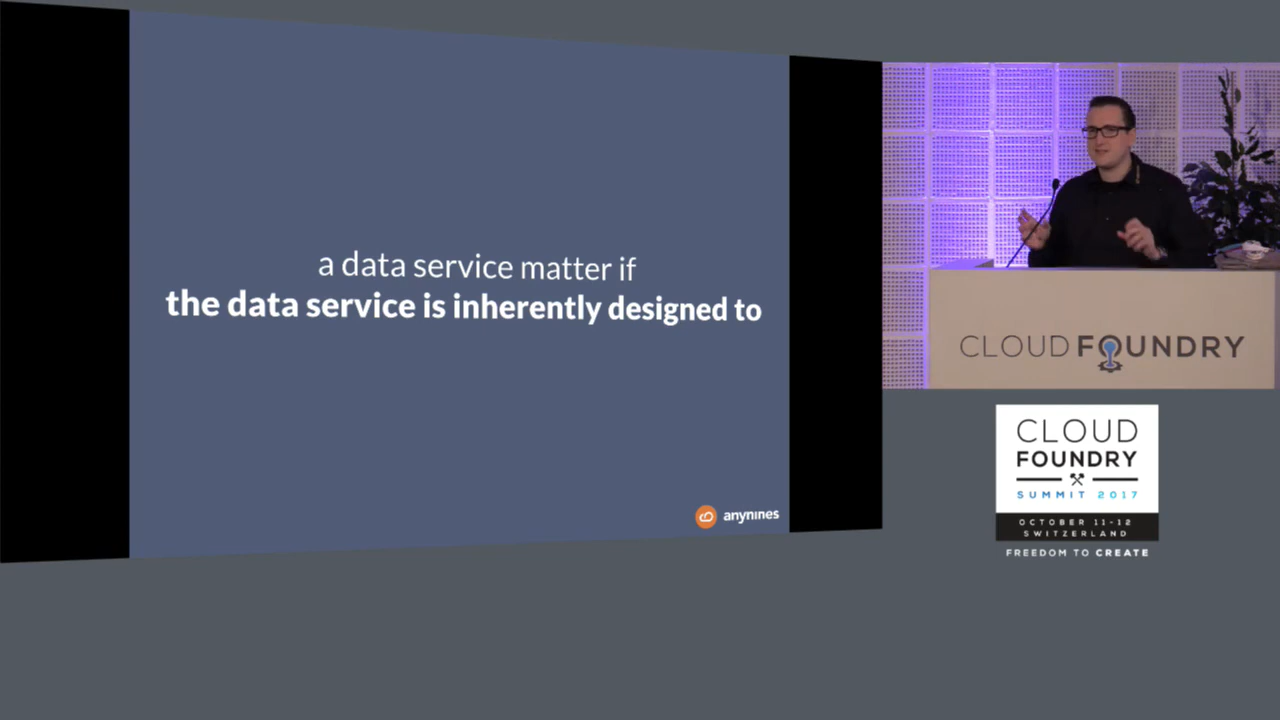 a data service matter if
the data service is inherently designed to
anynines
CLOUD FOUNDRY
CLOUD
FOUNDRY
SUMMIT 2017
OCTOBER 11-12
SWITZERLAND
FREEDOM TO CREATE